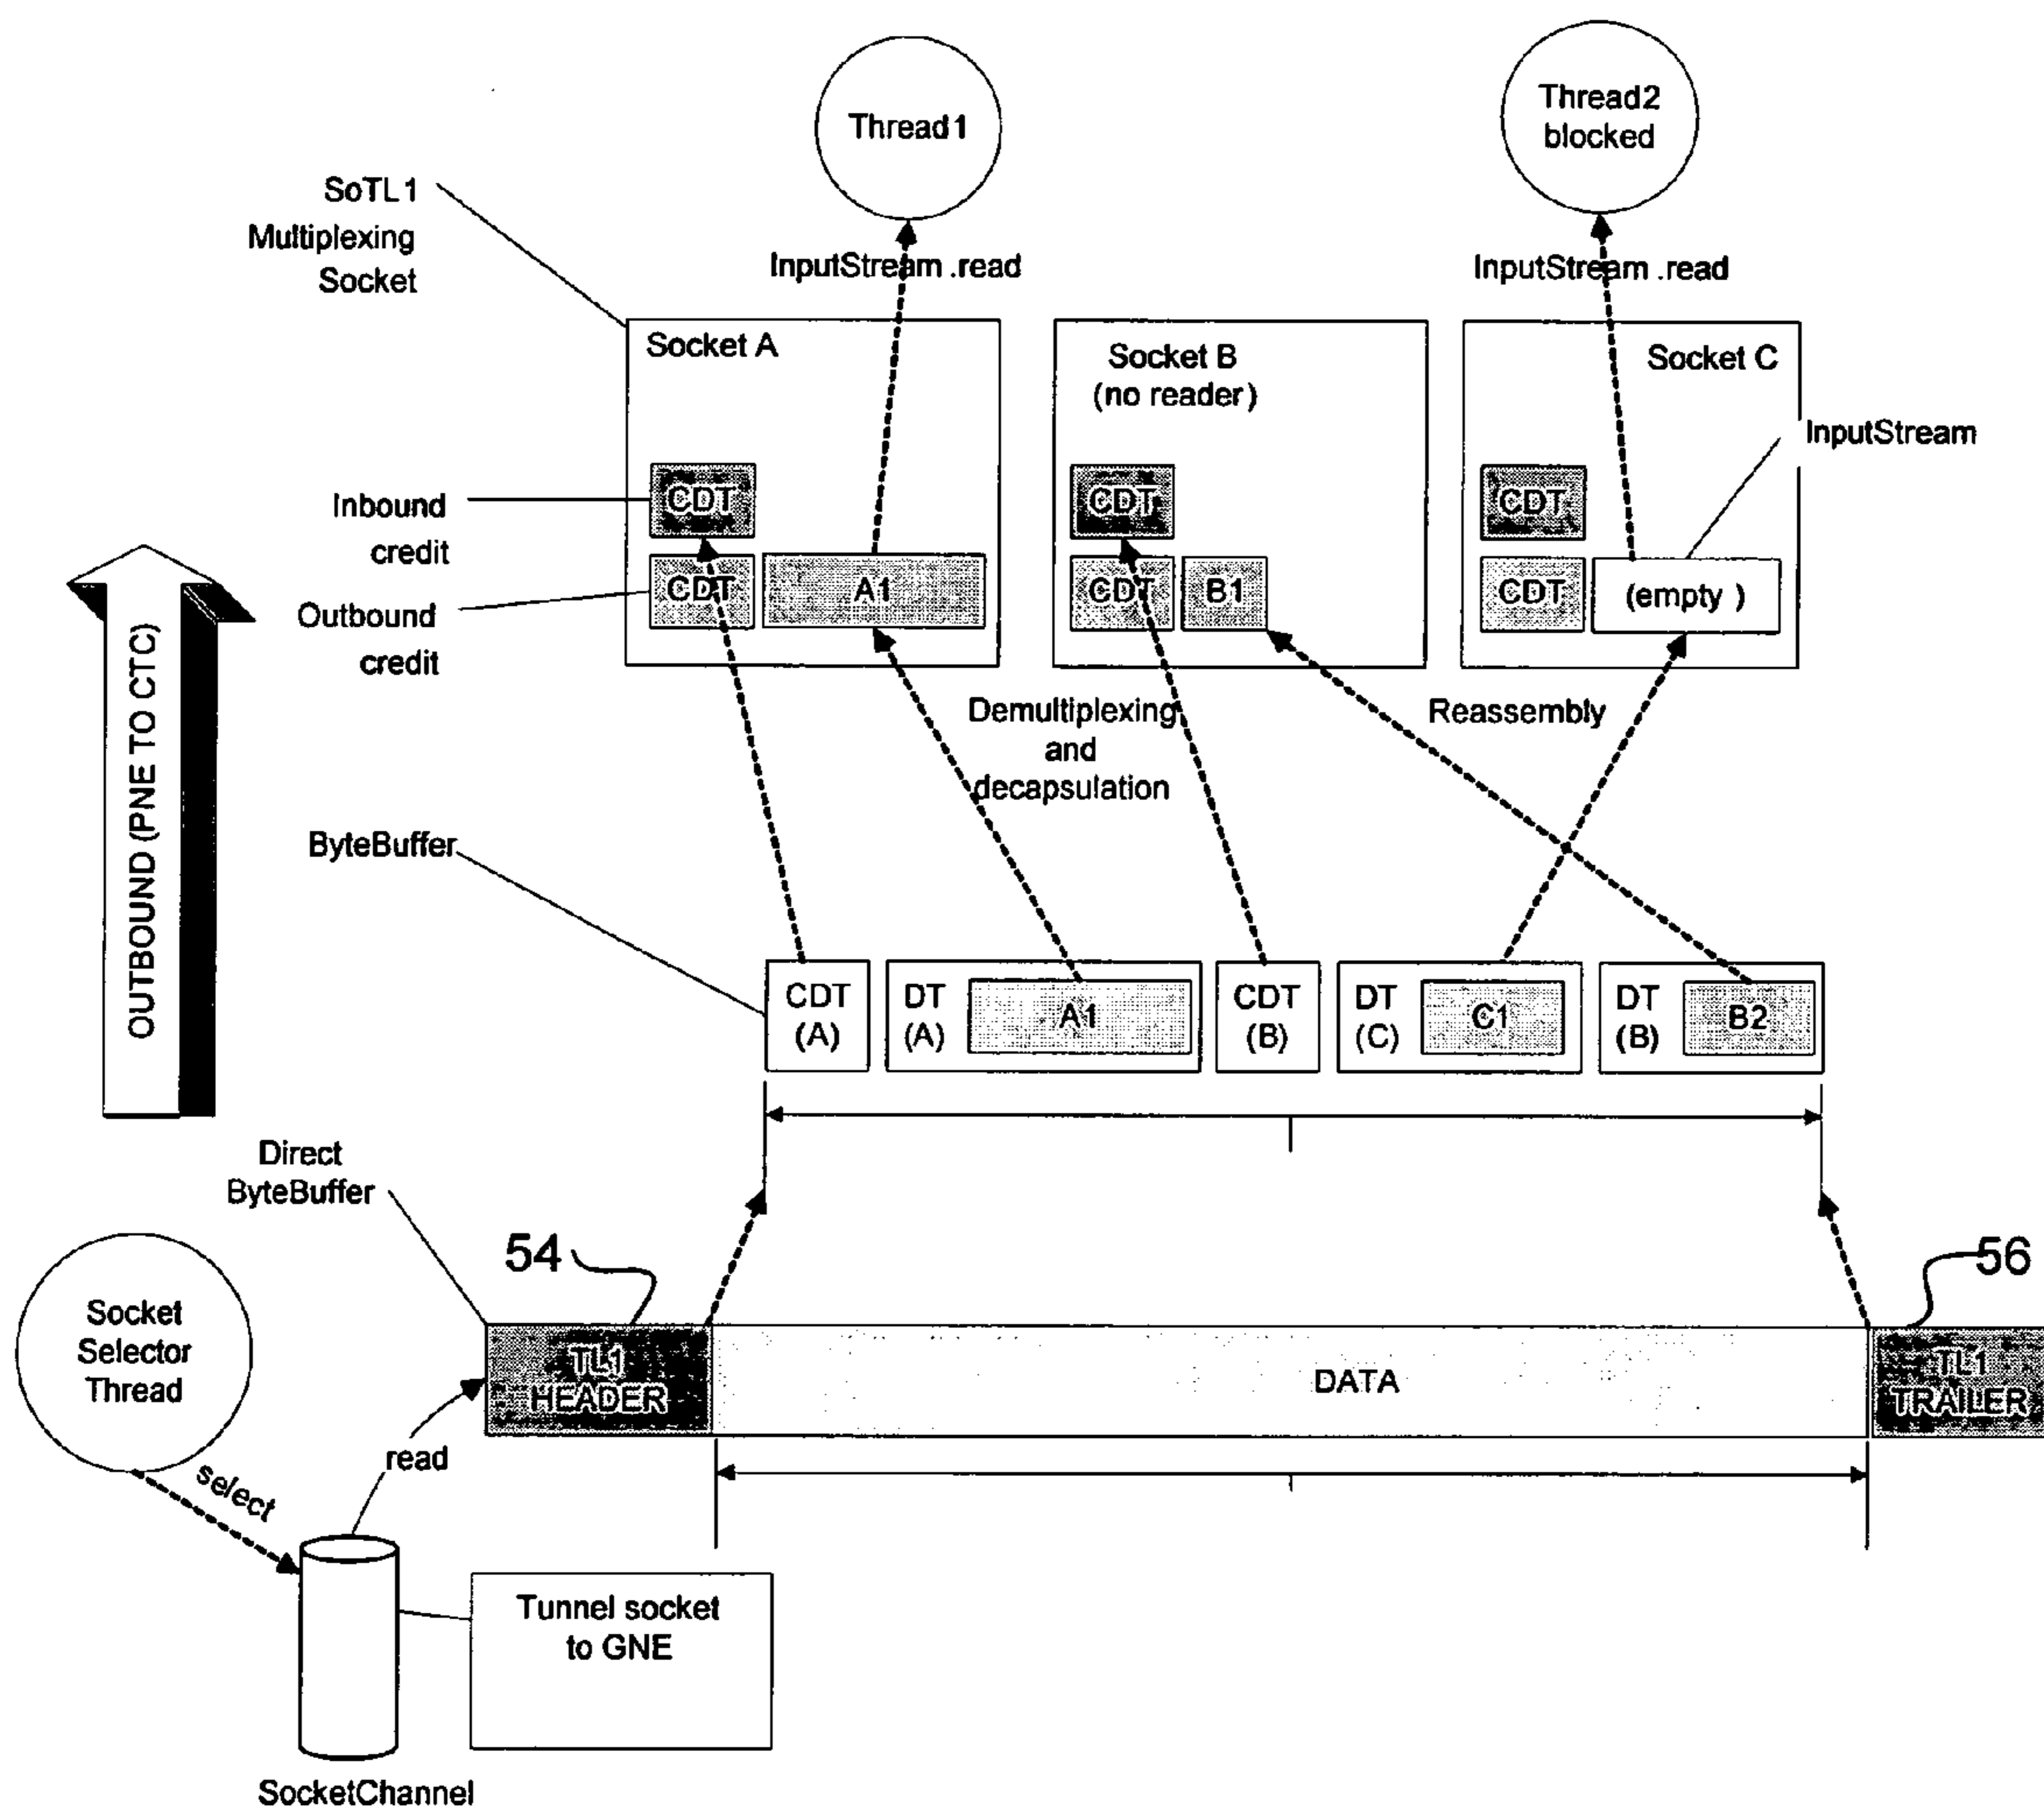 Thread1
Thread2
blocked
SoTL1
Multiplexing
Socket
InputStream .read
InputStream .read
Socket A
Socket B
(no reader)
Socket C
InputStream
Inbound
credit
CDT
CDT
CDT
Outbound
credit
CDT
A1
CDT
B1
CDT
(empty )
OUTBOUND (PNE TO CTC)
Demultiplexing
and
decapsulation
Reassembly
ByteBuffer
CDT
(A)
DT
(A)
A1
CDT
(B)
DT
(C)
C1
DT
(B)
B2
Direct
ByteBuffer
54
56
Socket
Selector
Thread
TL1
HEADER
DATA
TL1
TRAILER
read
select
Tunnel socket
to GNE
SocketChannel